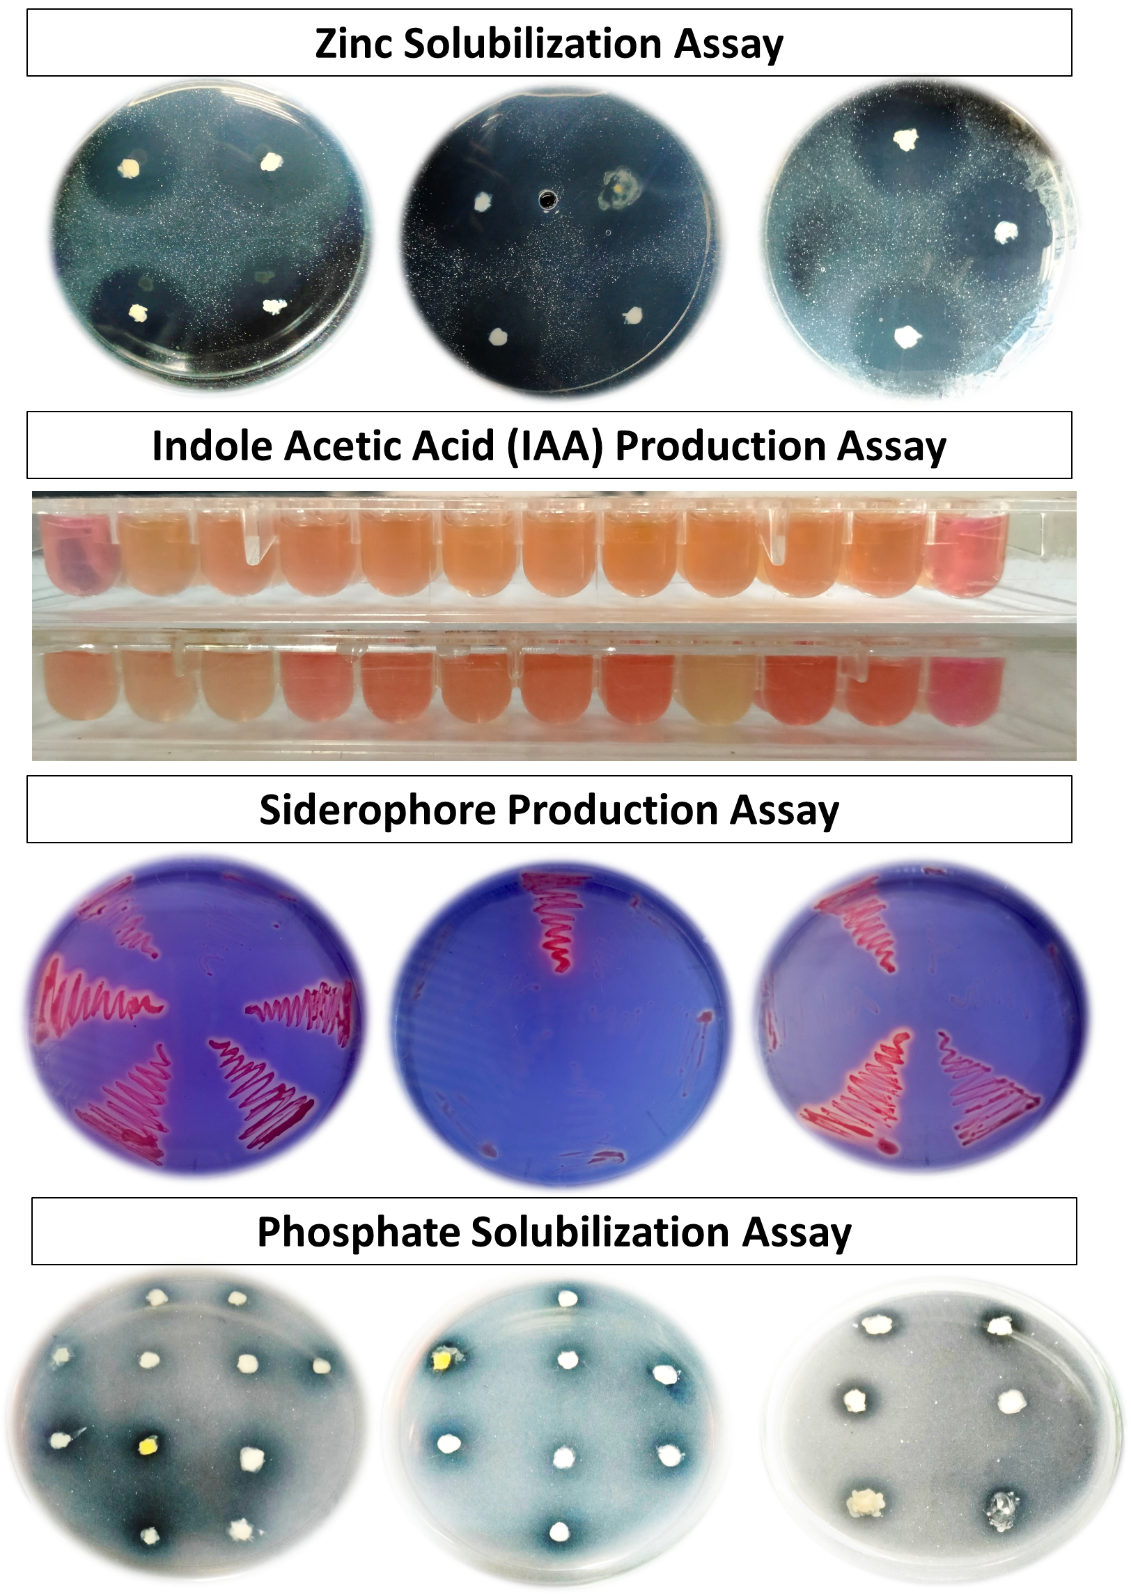 Zinc Solubilization Assay
Indole Acetic Acid (IAA) Production Assay
Siderophore Production Assay
Phosphate Solubilization Assay